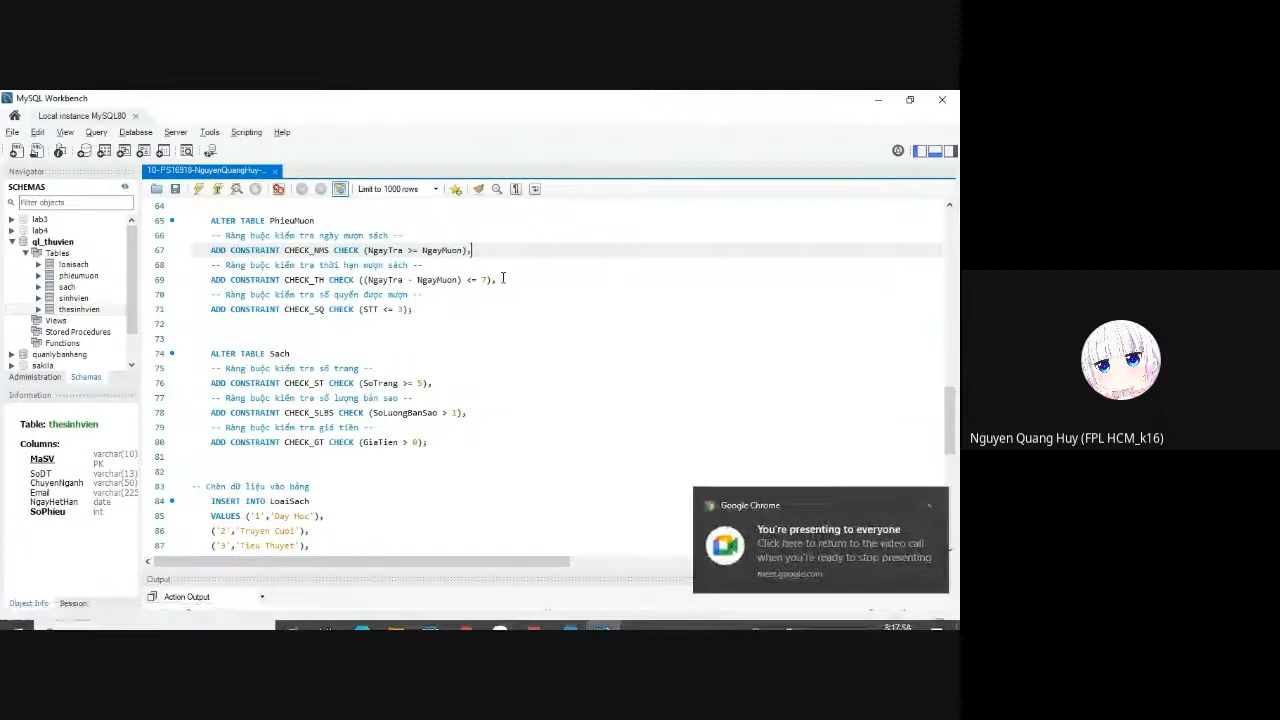 MySQL Workbench
Local instance MySQL80
File Edit View Query Database Server Tools Scripting Help
Navigator
SCHEMAS
Filter objects
lab3
lab4
ql_thuvien
Tables
loaisach
phieumuon
sach
sinhvien
thesinhvien
Views
Stored Procedures
Functions
quanlybanhang
sakila
Administration Schemas
Information
Table: thesinhvien
Columns:
MaSV varchar(10) PK
SoDT varchar(13)
ChuyenNganh varchar(50)
Email varchar(225)
NgayHetHan date
SoPhieu int
Object Info Session
10-PS16918-NguyenQuangHuy-...
Limit to 1000 rows
64
65 ALTER TABLE PhieuMuon
66 -- Ràng buộc kiểm tra ngày mượn sách --
67 ADD CONSTRAINT CHECK_NMS CHECK (NgayTra >= NgayMuon),
68 -- Ràng buộc kiểm tra thời hạn mượn sách --
69 ADD CONSTRAINT CHECK_TH CHECK ((NgayTra - NgayMuon) <= 7),
70 -- Ràng buộc kiểm tra số quyển được mượn --
71 ADD CONSTRAINT CHECK_SQ CHECK (STT <= 3);
72
73
74 ALTER TABLE Sach
75 -- Ràng buộc kiểm tra số trang --
76 ADD CONSTRAINT CHECK_ST CHECK (SoTrang >= 5),
77 -- Ràng buộc kiểm tra số lượng bản sao --
78 ADD CONSTRAINT CHECK_SLBS CHECK (SoLuongBanSao > 1),
79 -- Ràng buộc kiểm tra giá tiền --
80 ADD CONSTRAINT CHECK_GT CHECK (GiaTien > 0);
81
82
83 -- Chèn dữ liệu vào bảng
84 INSERT INTO LoaiSach
85 VALUES ('1','Day Hoc'),
86 ('2','Truyen Cuoi'),
87 ('3','Tieu Thuyet'),
Output
Action Output
Google Chrome
You're presenting to everyone
Click here to return to the video call
when you're ready to stop presenting
meet.google.com
8:17 SA
Nguyen Quang Huy (FPL HCM_k16)